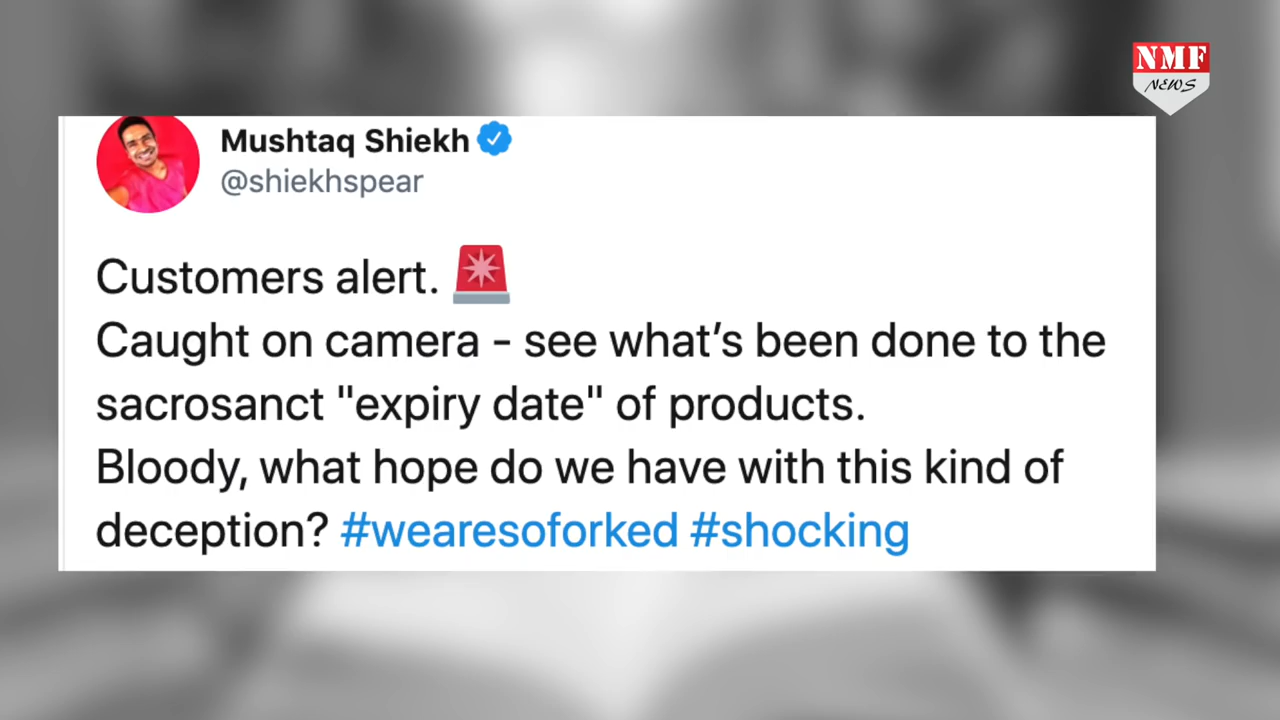 NMF
NEWS
Mushtaq Shiekh
@shiekhspear
Customers alert. 🚨
Caught on camera - see what’s been done to the
sacrosanct "expiry date" of products.
Bloody, what hope do we have with this kind of
deception? #wearesoforked #shocking